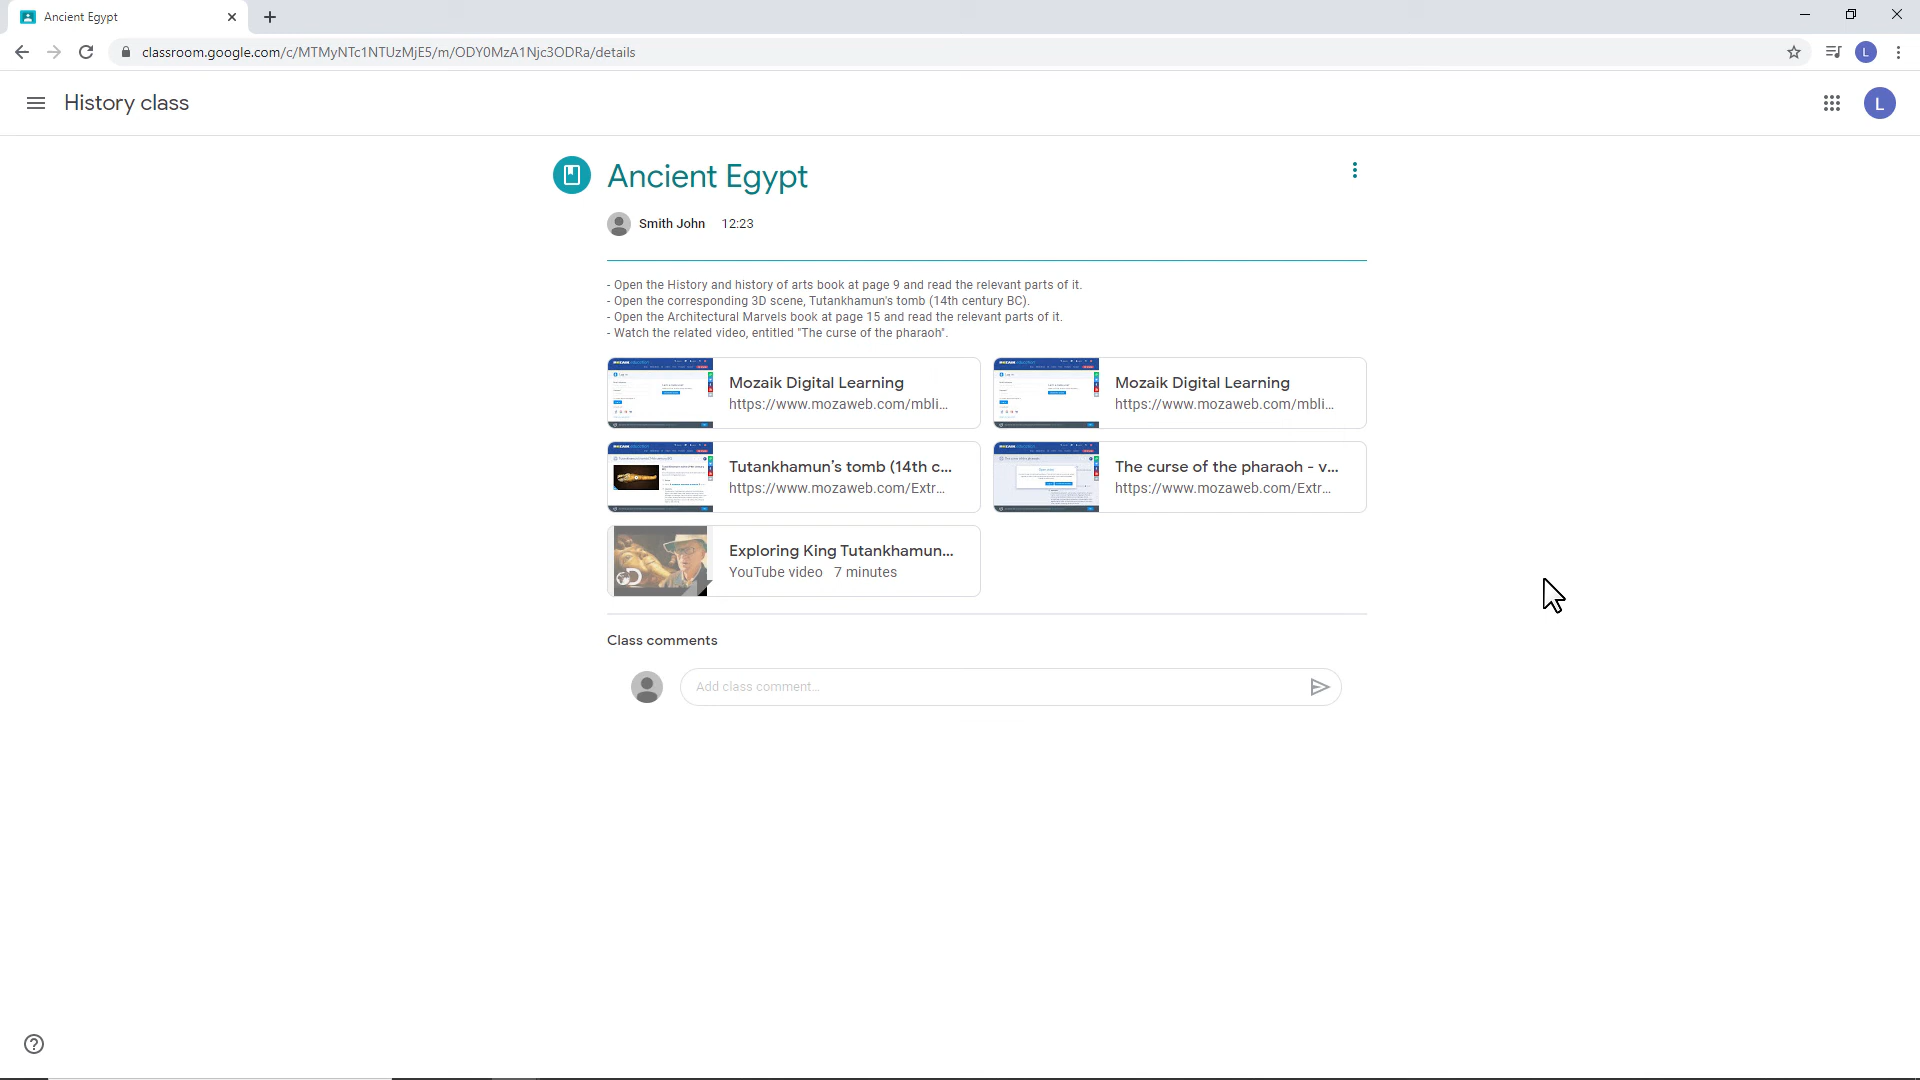 Ancient Egypt
classroom.google.com/c/MTMyNTc1NTUzMjE5/m/ODY0MzA1Njc3ODRa/details
L
History class
L
Ancient Egypt
Smith John 12:23
- Open the History and history of arts book at page 9 and read the relevant parts of it.
- Open the corresponding 3D scene, Tutankhamun's tomb (14th century BC).
- Open the Architectural Marvels book at page 15 and read the relevant parts of it.
- Watch the related video, entitled "The curse of the pharaoh".
Mozaik Digital Learning
https://www.mozaweb.com/mbli...
Mozaik Digital Learning
https://www.mozaweb.com/mbli...
Tutankhamun's tomb (14th c...
https://www.mozaweb.com/Extr...
The curse of the pharaoh - v...
https://www.mozaweb.com/Extr...
Exploring King Tutankhamun...
YouTube video 7 minutes
Class comments
Add class comment...